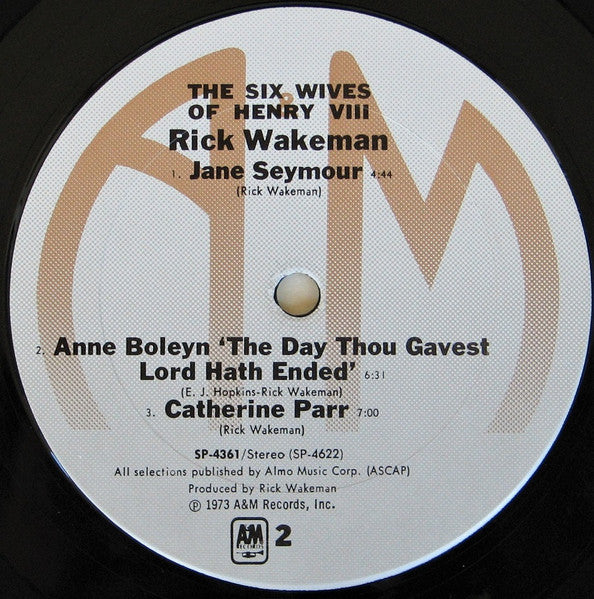 THE SIX WIVES
OF HENRY VIII
Rick Wakeman
1. Jane Seymour 4:44
(Rick Wakeman)
2. Anne Boleyn ‘The Day Thou Gavest
Lord Hath Ended’ 6:31
(E. J. Hopkins-Rick Wakeman)
3. Catherine Parr 7:00
(Rick Wakeman)
SP-4361/Stereo (SP-4622)
All selections published by Almo Music Corp. (ASCAP)
Produced by Rick Wakeman
℗ 1973 A&M Records, Inc.
A&M RECORDS 2